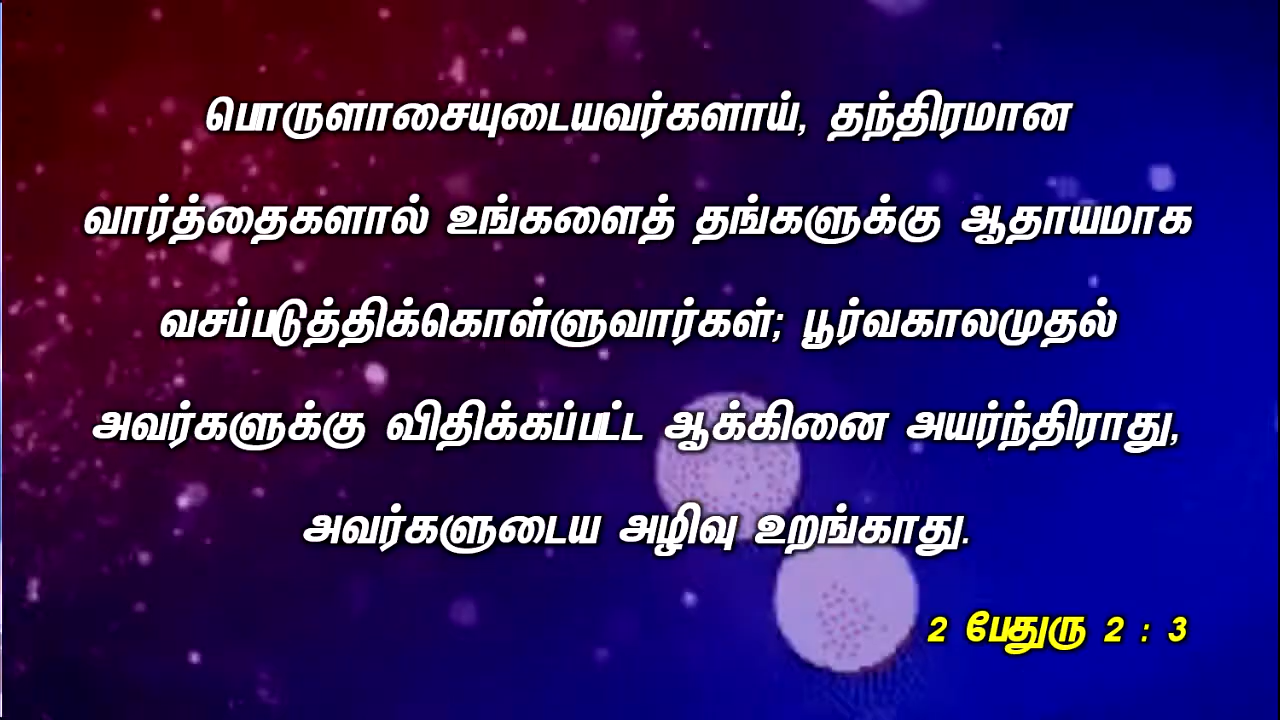 பொருளாசையுடையவர்களாய், தந்திரமான
வார்த்தைகளால் உங்களைத் தங்களுக்கு ஆதாயமாக
வசப்படுத்திக்கொள்ளுவார்கள்; பூர்வகாலமுதல்
அவர்களுக்கு விதிக்கப்பட்ட ஆக்கினை அயர்ந்திராது,
அவர்களுடைய அழிவு உறங்காது.
2 பேதுரு 2 : 3